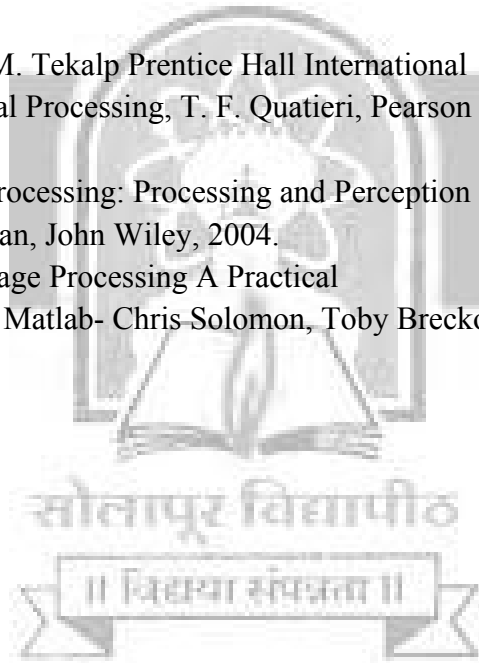 M. Tekalp Prentice Hall International
al Processing, T. F. Quatieri, Pearson
rocessing: Processing and Perception
an, John Wiley, 2004.
age Processing A Practical
Matlab- Chris Solomon, Toby Brecko
सोलापूर विद्यापीठ
॥ विद्यया संपन्नता ॥